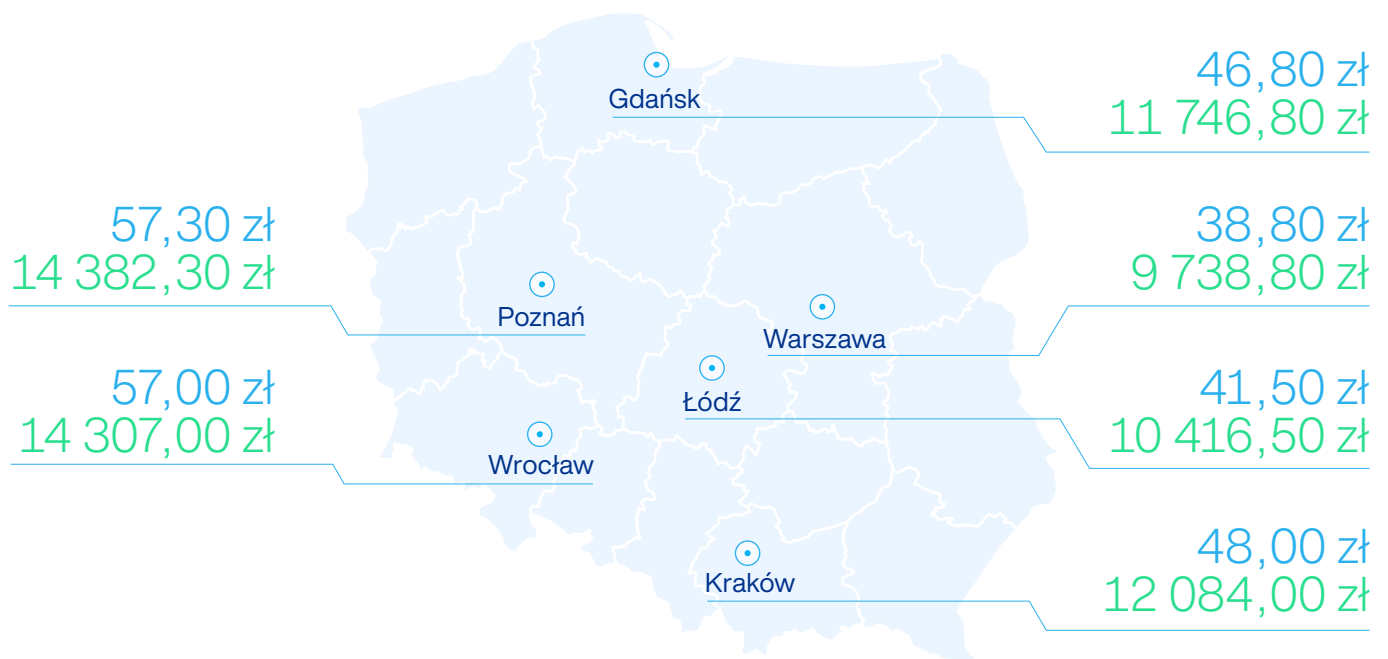 Gdańsk
46,80 zł
11 746,80 zł
57,30 zł
14 382,30 zł
Poznań
38,80 zł
9 738,80 zł
Warszawa
57,00 zł
14 307,00 zł
Wrocław
41,50 zł
10 416,50 zł
Łódź
48,00 zł
12 084,00 zł
Kraków